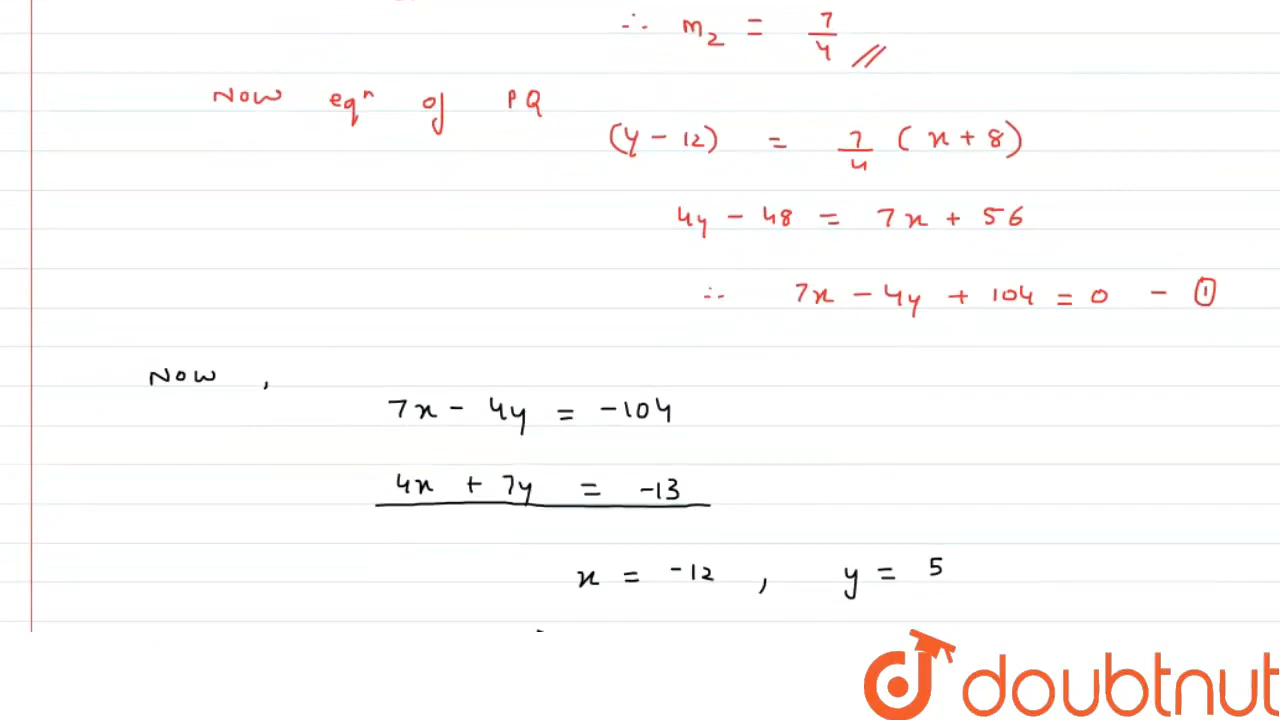 ∴ m₂ = 7/4 //
Now eqⁿ of PQ
(y - 12) = 7/4 (x + 8)
4y - 48 = 7x + 56
∴ 7x - 4y + 104 = 0 - ①
Now ,
7x - 4y = -104
4x + 7y = -13
x = -12 , y = 5
doubtnut